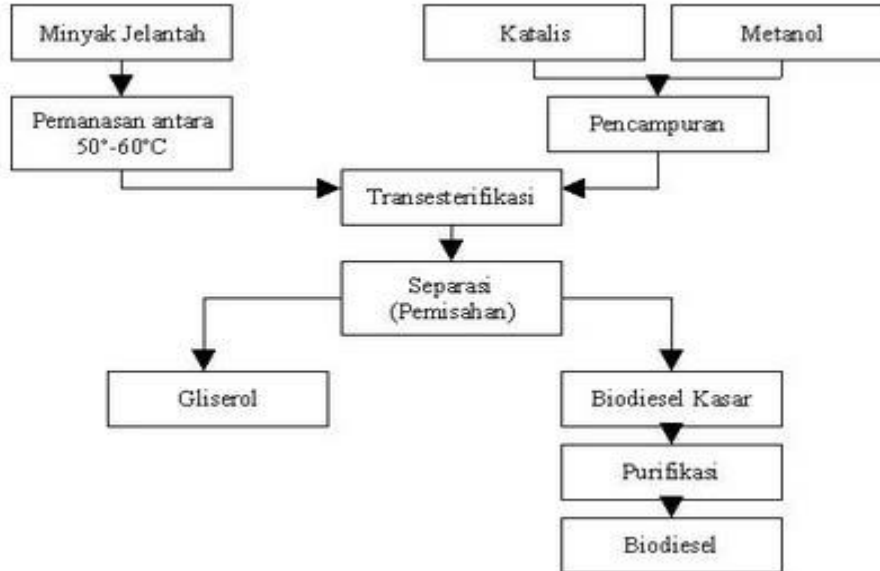 Minyak Jelantah
Katalis
Metanol
Pemanasan antara
50°-60°C
Pencampuran
Transesterifikasi
Separasi
(Pemisahan)
Gliserol
Biodiesel Kasar
Purifikasi
Biodiesel